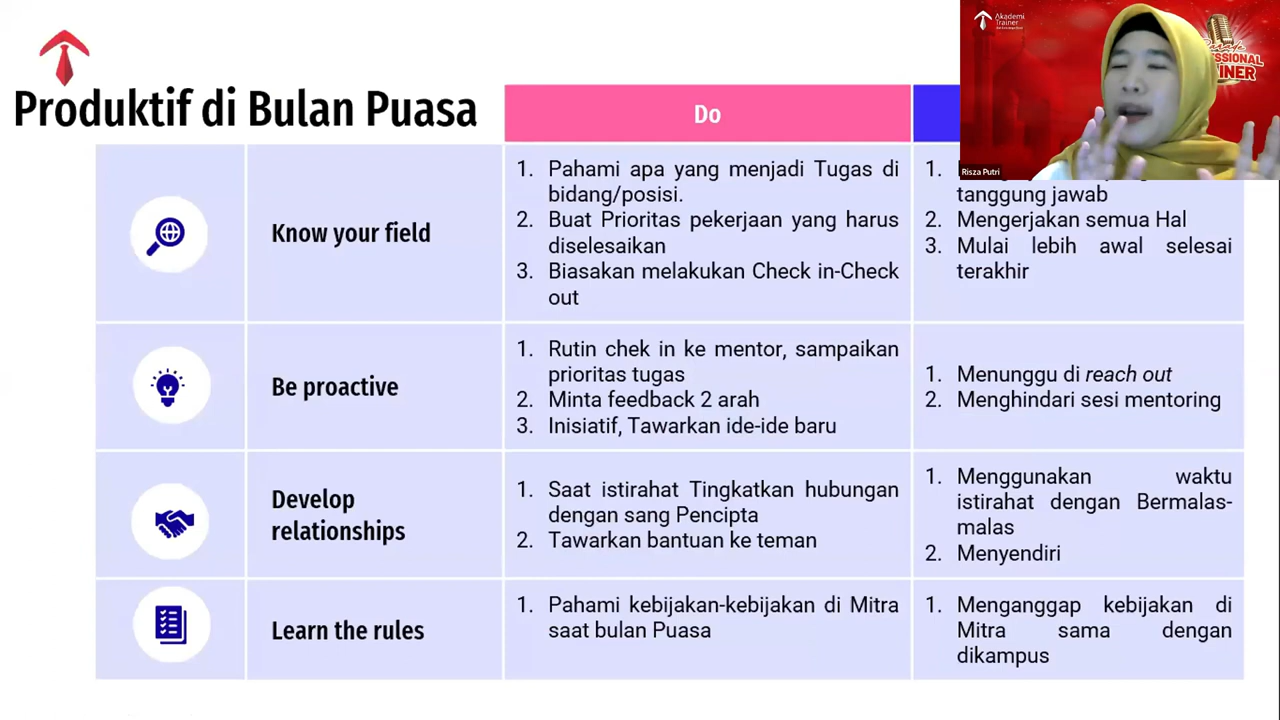 Produktif di Bulan Puasa
Do
Akademi
Trainer
Risza Putri
Know your field
1. Pahami apa yang menjadi Tugas di
bidang/posisi.
2. Buat Prioritas pekerjaan yang harus
diselesaikan
3. Biasakan melakukan Check in-Check
out
1.
tanggung jawab
2. Mengerjakan semua Hal
3. Mulai lebih awal selesai
terakhir
Be proactive
1. Rutin chek in ke mentor, sampaikan
prioritas tugas
2. Minta feedback 2 arah
3. Inisiatif, Tawarkan ide-ide baru
1. Menunggu di reach out
2. Menghindari sesi mentoring
Develop
relationships
1. Saat istirahat Tingkatkan hubungan
dengan sang Pencipta
2. Tawarkan bantuan ke teman
1. Menggunakan waktu
istirahat dengan Bermalas-
malas
2. Menyendiri
Learn the rules
1. Pahami kebijakan-kebijakan di Mitra
saat bulan Puasa
1. Menganggap kebijakan di
Mitra sama dengan
dikampus